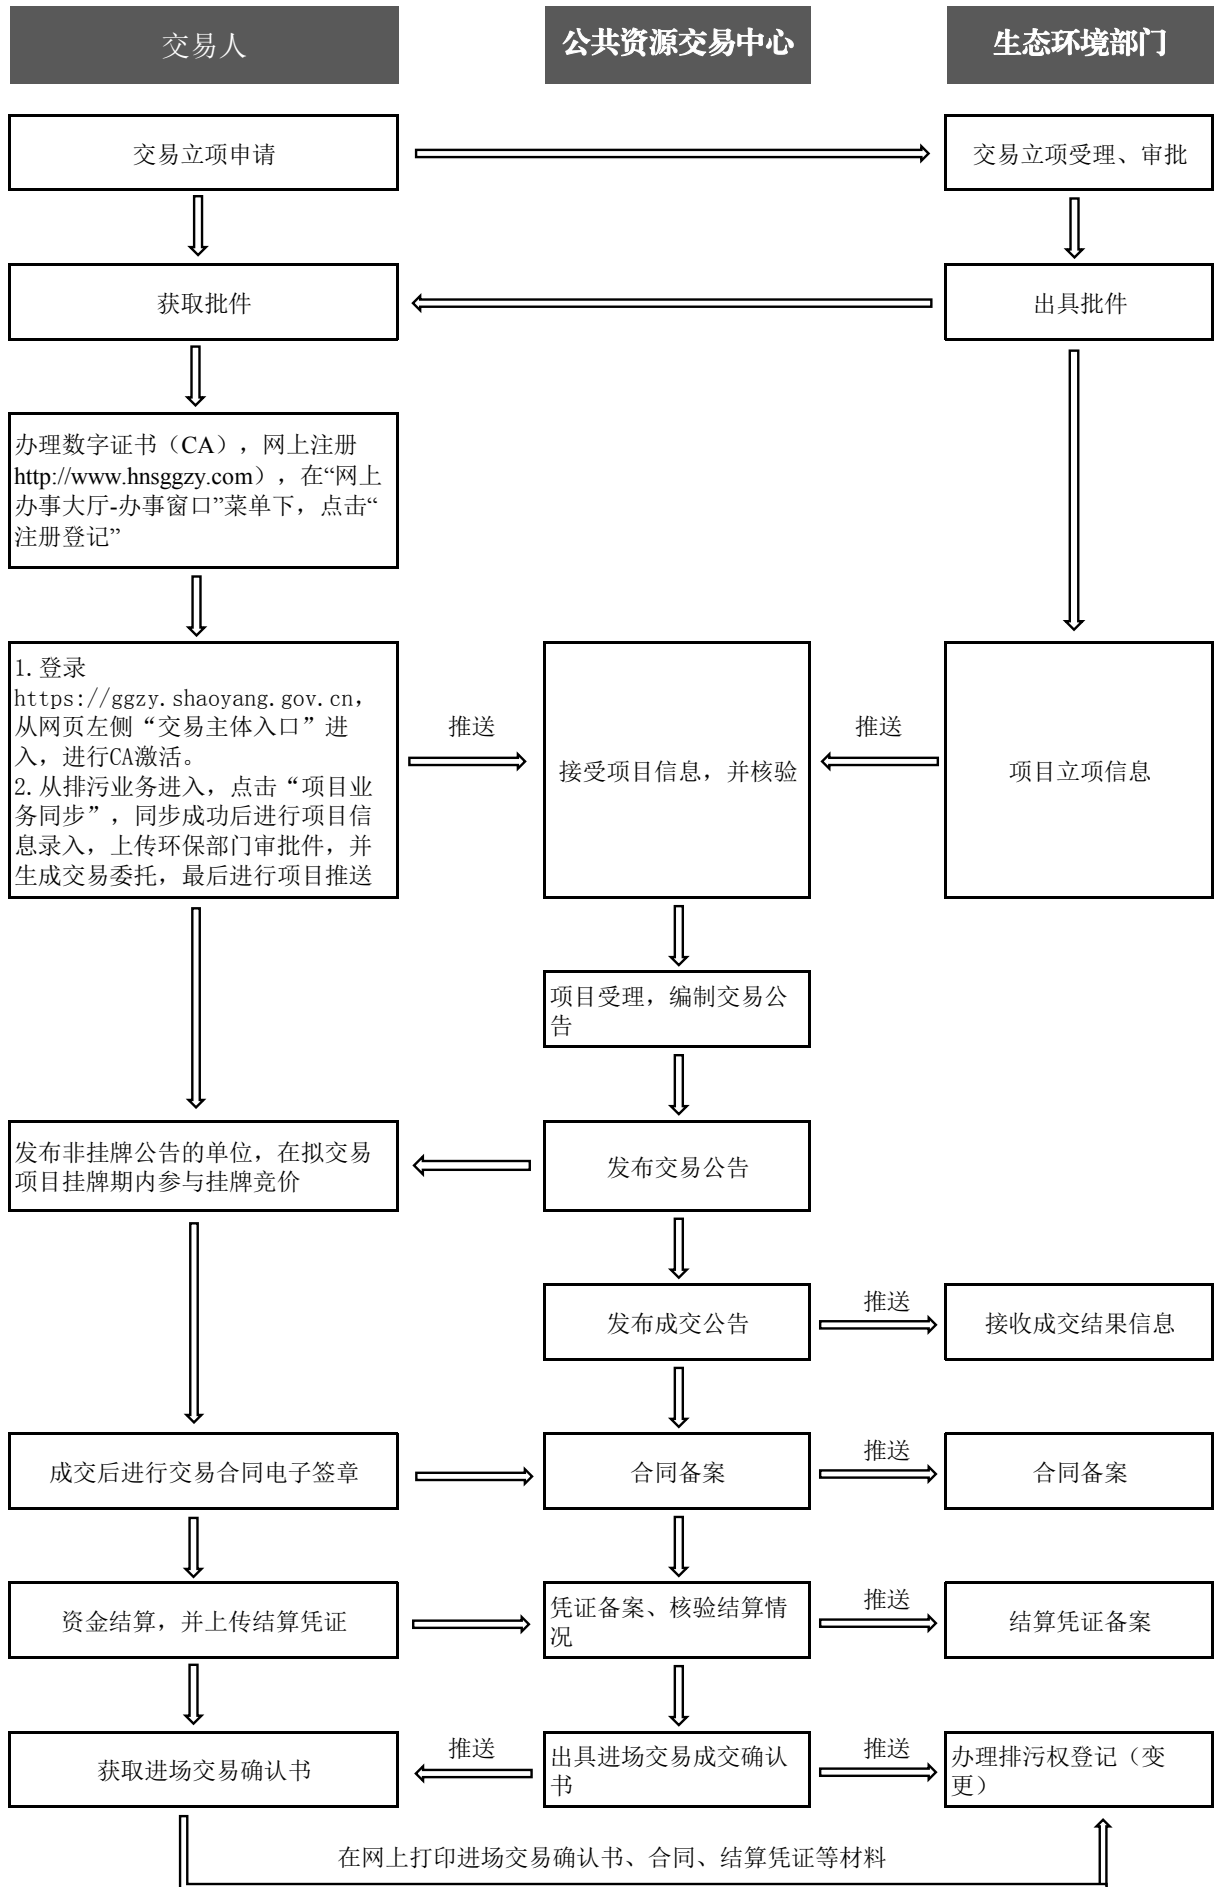 交易人
公共资源交易中心
生态环境部门
交易立项申请
交易立项受理、审批
获取批件
出具批件
办理数字证书（CA），网上注册
http://www.hnsggzy.com），在“网上
办事大厅-办事窗口”菜单下，点击“
注册登记”
1.登录
https://ggzy.shaoyang.gov.cn，
从网页左侧“交易主体入口”进
入，进行CA激活。
2.从排污业务进入，点击“项目业
务同步”，同步成功后进行项目信
息录入，上传环保部门审批件，并
生成交易委托，最后进行项目推送
推送
接受项目信息，并核验
推送
项目立项信息
项目受理，编制交易公
告
发布非挂牌公告的单位，在拟交易
项目挂牌期内参与挂牌竞价
发布交易公告
发布成交公告
推送
接收成交结果信息
成交后进行交易合同电子签章
合同备案
推送
合同备案
资金结算，并上传结算凭证
凭证备案、核验结算情
况
推送
结算凭证备案
获取进场交易确认书
推送
出具进场交易成交确认
书
推送
办理排污权登记（变
更）
在网上打印进场交易确认书、合同、结算凭证等材料